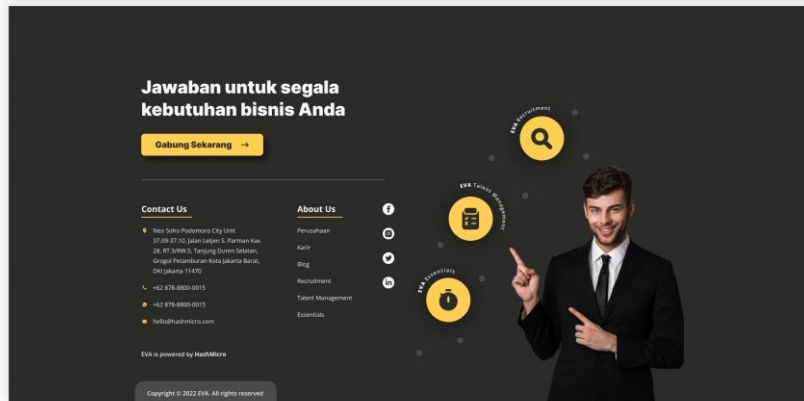 Jawaban untuk segala
kebutuhan bisnis Anda
Gabung Sekarang
Contact Us
Neo Soho Podomoro City Unit
37.09-37.10, Jalan Letjen S. Parman Kav.
28, RT.3/RW.5, Tanjung Duren Selatan,
Grogol Petamburan Kota Jakarta Barat,
DKI Jakarta 11470
+62 878-8800-0015
+62 878-8800-0015
hello@hashmicro.com
EVA is powered by HashMicro
About Us
Perusahaan
Karir
Blog
Recruitment
Talent Management
Essentials
EVA Recruitment
EVA Talent Management
EVA Essentials
Copyright © 2022 EVA. All rights reserved